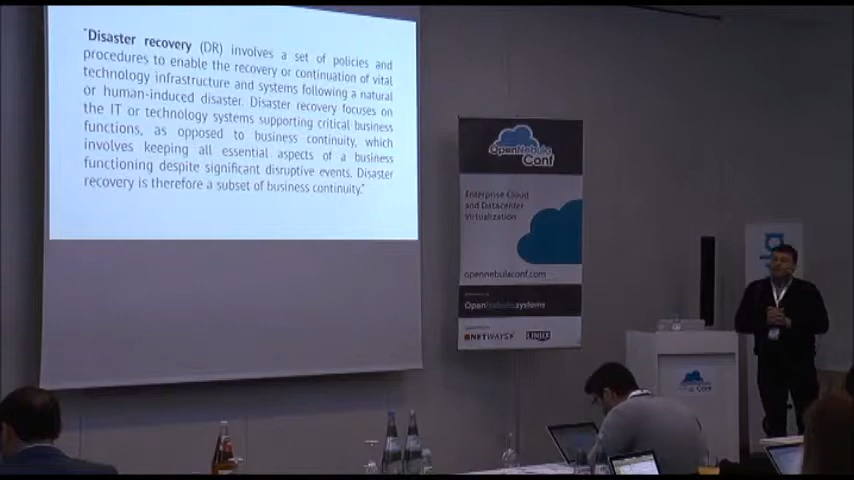 "Disaster recovery (DR) involves a set of policies and
procedures to enable the recovery or continuation of vital
technology infrastructure and systems following a natural
or human-induced disaster. Disaster recovery focuses on
the IT or technology systems supporting critical business
functions, as opposed to business continuity, which
involves keeping all essential aspects of a business
functioning despite significant disruptive events. Disaster
recovery is therefore a subset of business continuity."
OpenNebula
Conf
Enterprise Cloud
and Datacenter
Virtualization
opennebulaconf.com
OpenNebula.systems
NETWAYS
LINUX
Conf